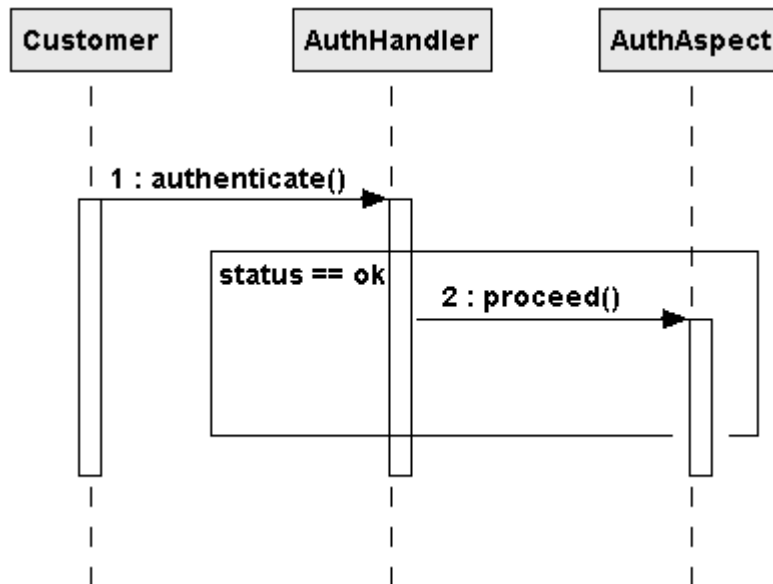 Customer
AuthHandler
AuthAspect
1 : authenticate()
status == ok
2 : proceed()